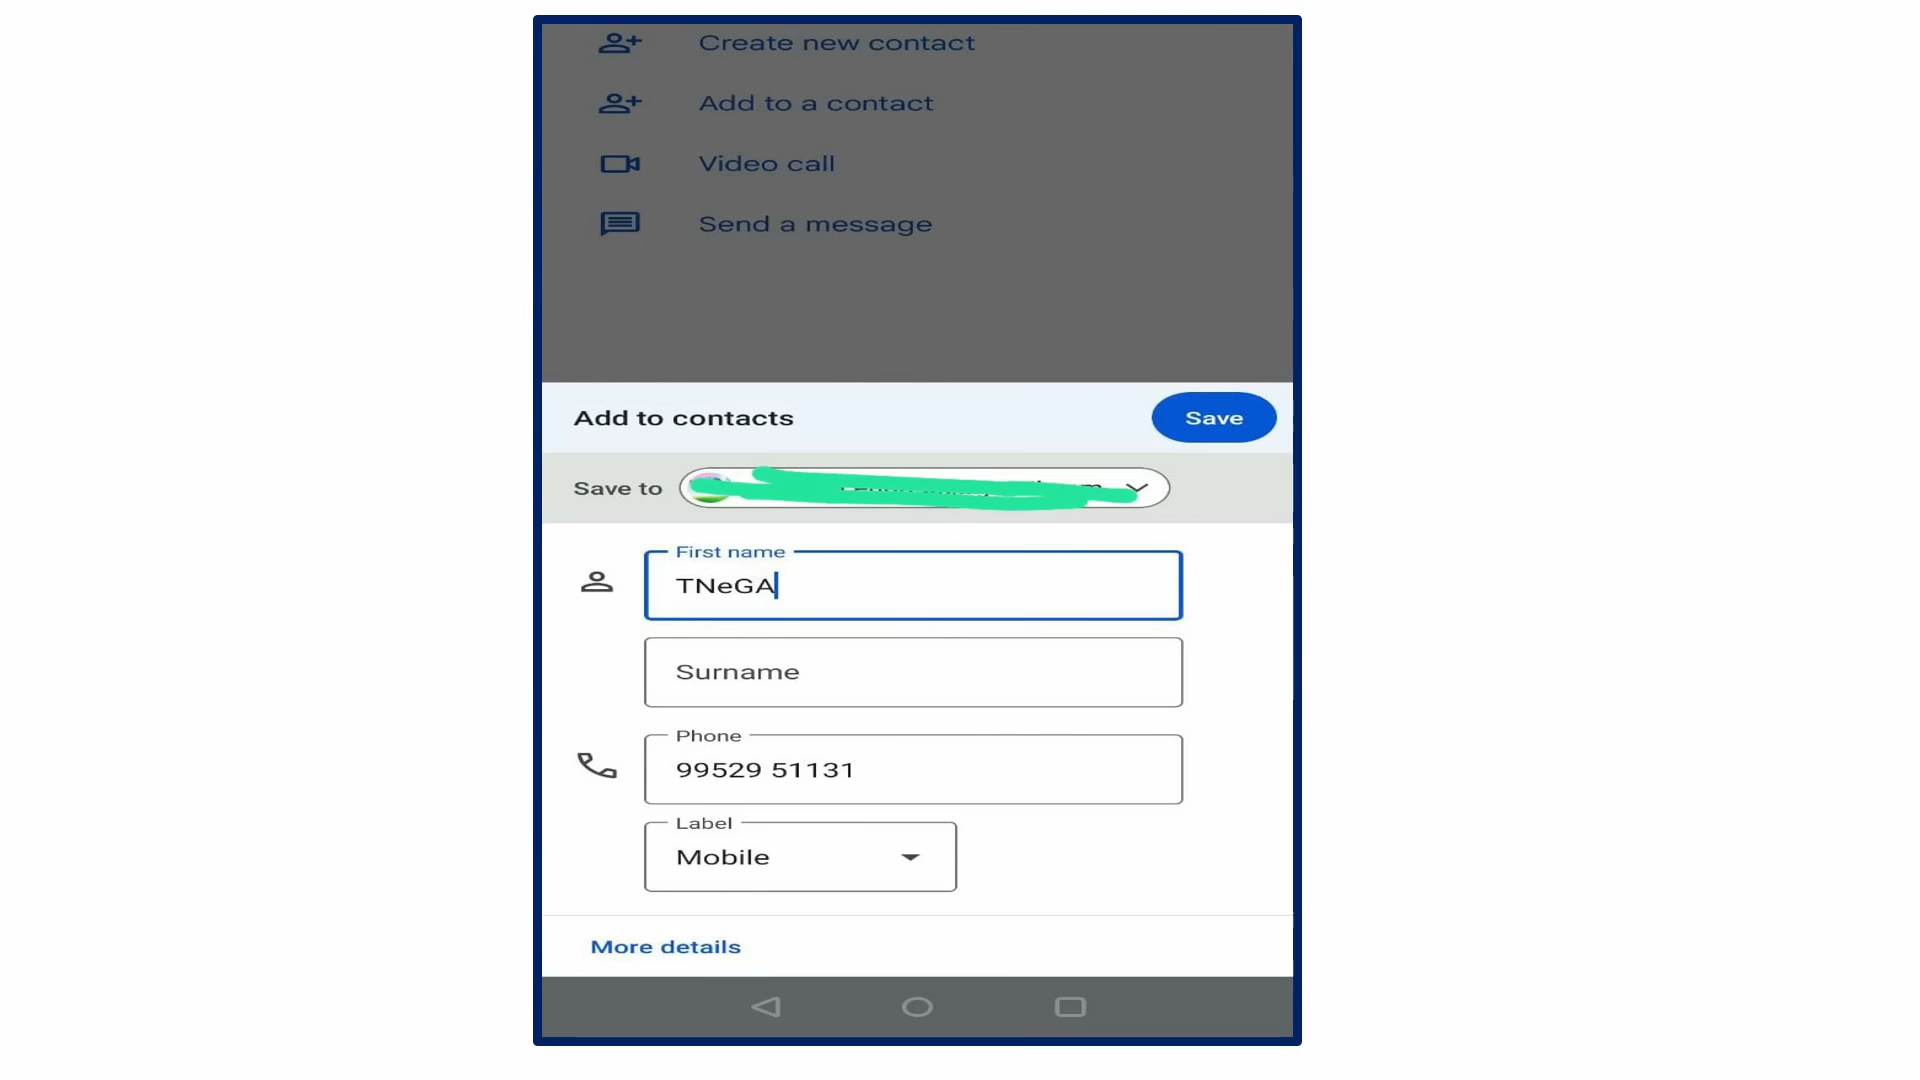 Create new contact
Add to a contact
Video call
Send a message
Add to contacts
Save
Save to
First name
TNeGA
Surname
Phone
99529 51131
Label
Mobile
More details